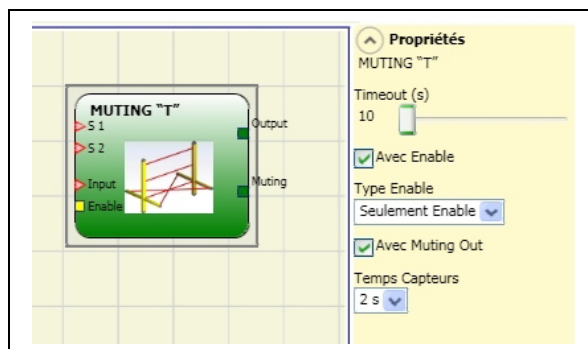 MUTING "T"
S 1
S 2
Input
Enable
Output
Muting
Propriétés
MUTING "T"
Timeout (s)
10
Avec Enable
Type Enable
Seulement Enable
Avec Muting Out
Temps Capteurs
2 s